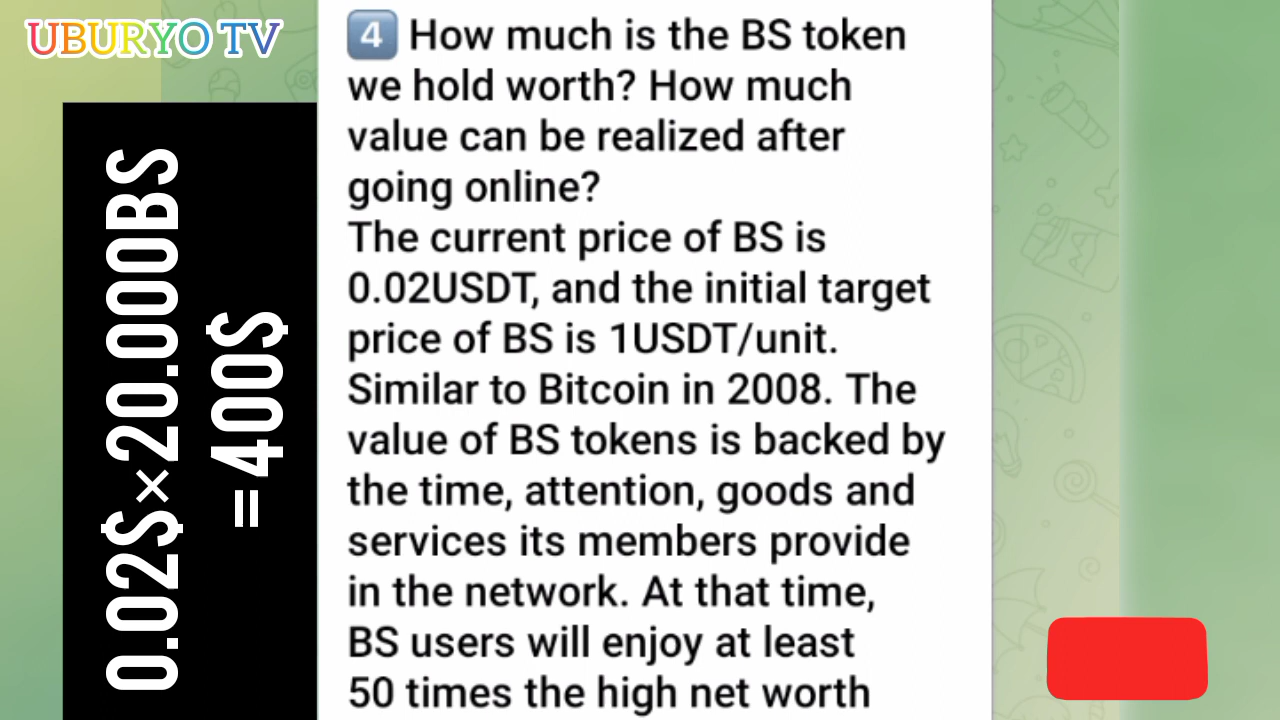 UBURYO TV
0.02$×20.000BS
= 400$
4 How much is the BS token
we hold worth? How much
value can be realized after
going online?
The current price of BS is
0.02USDT, and the initial target
price of BS is 1USDT/unit.
Similar to Bitcoin in 2008. The
value of BS tokens is backed by
the time, attention, goods and
services its members provide
in the network. At that time,
BS users will enjoy at least
50 times the high net worth